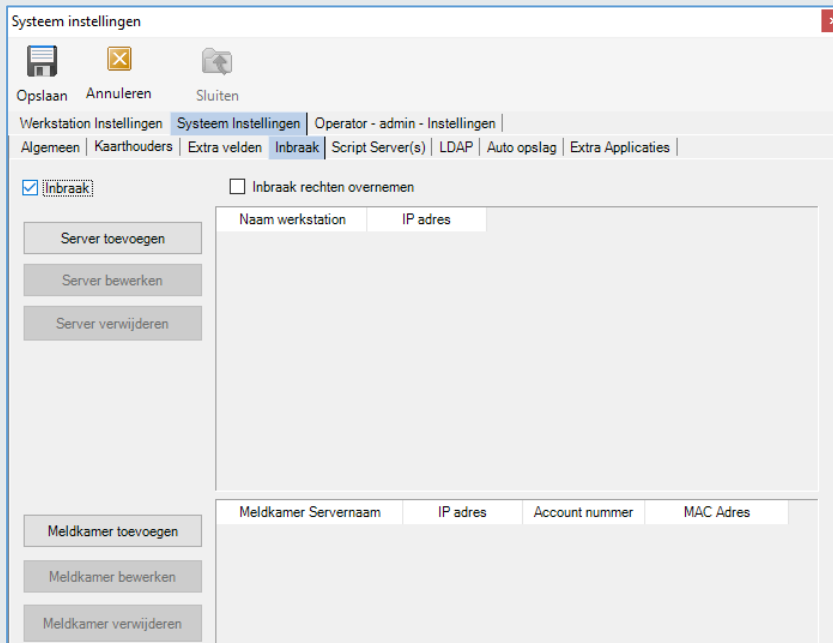 Systeem instellingen
Opslaan Annuleren Sluiten
Werkstation Instellingen Systeem Instellingen Operator - admin - Instellingen
Algemeen Kaarthouders Extra velden Inbraak Script Server(s) LDAP Auto opslag Extra Applicaties
Inbraak Inbraak rechten overnemen
Naam werkstation IP adres
Server toevoegen
Server bewerken
Server verwijderen
Meldkamer Servernaam IP adres Account nummer MAC Adres
Meldkamer toevoegen
Meldkamer bewerken
Meldkamer verwijderen